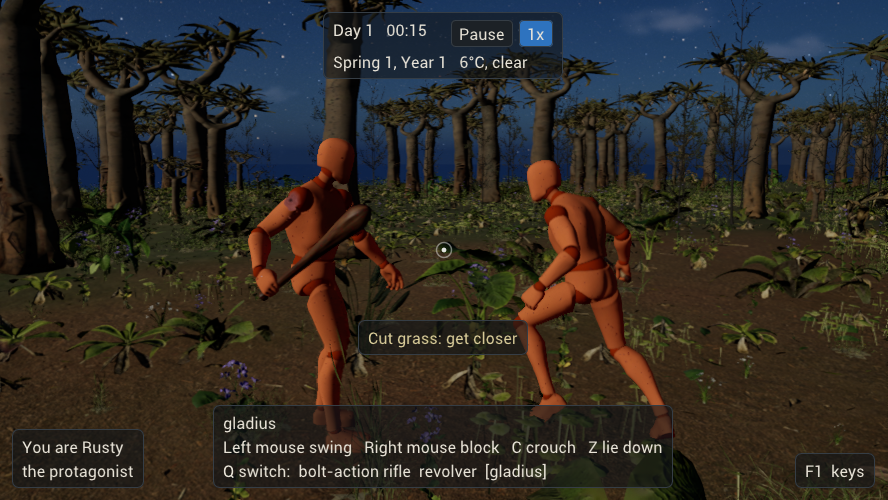 Day 1 00:15 Pause 1x
Spring 1, Year 1 6°C, clear
Cut grass: get closer
gladius
Left mouse swing Right mouse block C crouch Z lie down
Q switch: bolt-action rifle revolver [gladius]
You are Rusty
the protagonist
F1 keys